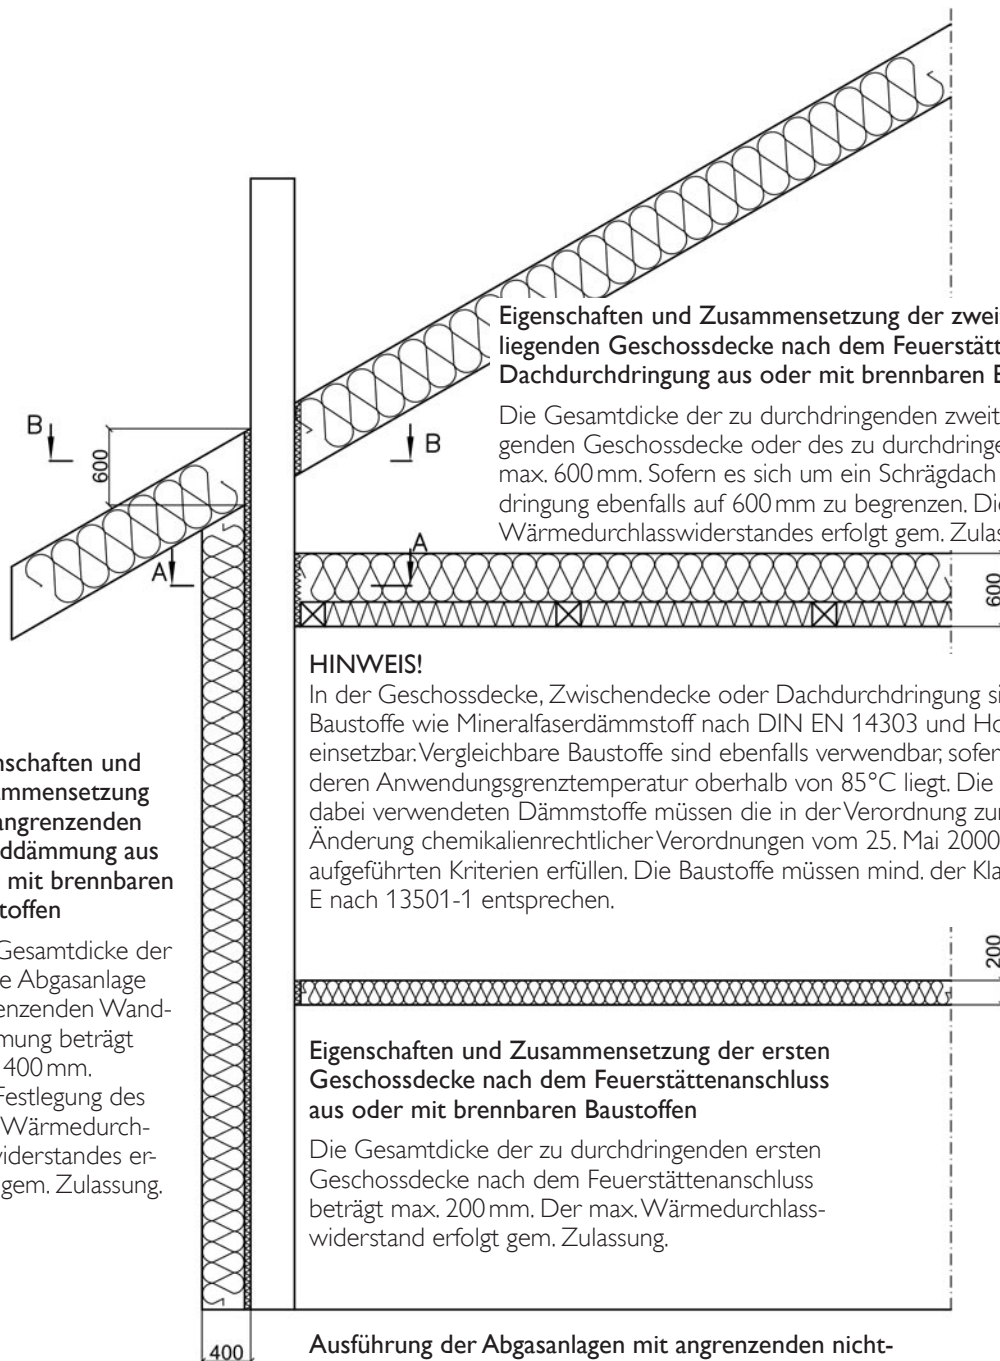 Eigenschaften und Zusammensetzung der zwei
liegenden Geschossdecke nach dem Feuerstätt
Dachdurchdringung aus oder mit brennbaren B
Die Gesamtdicke der zu durchdringenden zweit
genden Geschossdecke oder des zu durchdringe
max. 600 mm. Sofern es sich um ein Schrägdach
dringung ebenfalls auf 600 mm zu begrenzen. Die
Wärmedurchlasswiderstandes erfolgt gem. Zulas
B
B
600
A
A
600
HINWEIS!
In der Geschossdecke, Zwischendecke oder Dachdurchdringung si
Baustoffe wie Mineralfaserdämmstoff nach DIN EN 14303 und Ho
einsetzbar. Vergleichbare Baustoffe sind ebenfalls verwendbar, sofer
deren Anwendungsgrenztemperatur oberhalb von 85°C liegt. Die
dabei verwendeten Dämmstoffe müssen die in der Verordnung zur
Änderung chemikalienrechtlicher Verordnungen vom 25. Mai 2000
aufgeführten Kriterien erfüllen. Die Baustoffe müssen mind. der Kla
E nach 13501-1 entsprechen.
nschaften und
ammensetzung
angrenzenden
ddämmung aus
mit brennbaren
toffen
Gesamtdicke der
e Abgasanlage
enzenden Wand-
mung beträgt
400 mm.
Festlegung des
Wärmedurch-
widerstandes er-
gem. Zulassung.
200
Eigenschaften und Zusammensetzung der ersten
Geschossdecke nach dem Feuerstättenanschluss
aus oder mit brennbaren Baustoffen
Die Gesamtdicke der zu durchdringenden ersten
Geschossdecke nach dem Feuerstättenanschluss
beträgt max. 200 mm. Der max. Wärmedurchlass-
widerstand erfolgt gem. Zulassung.
400
Ausführung der Abgasanlagen mit angrenzenden nicht-